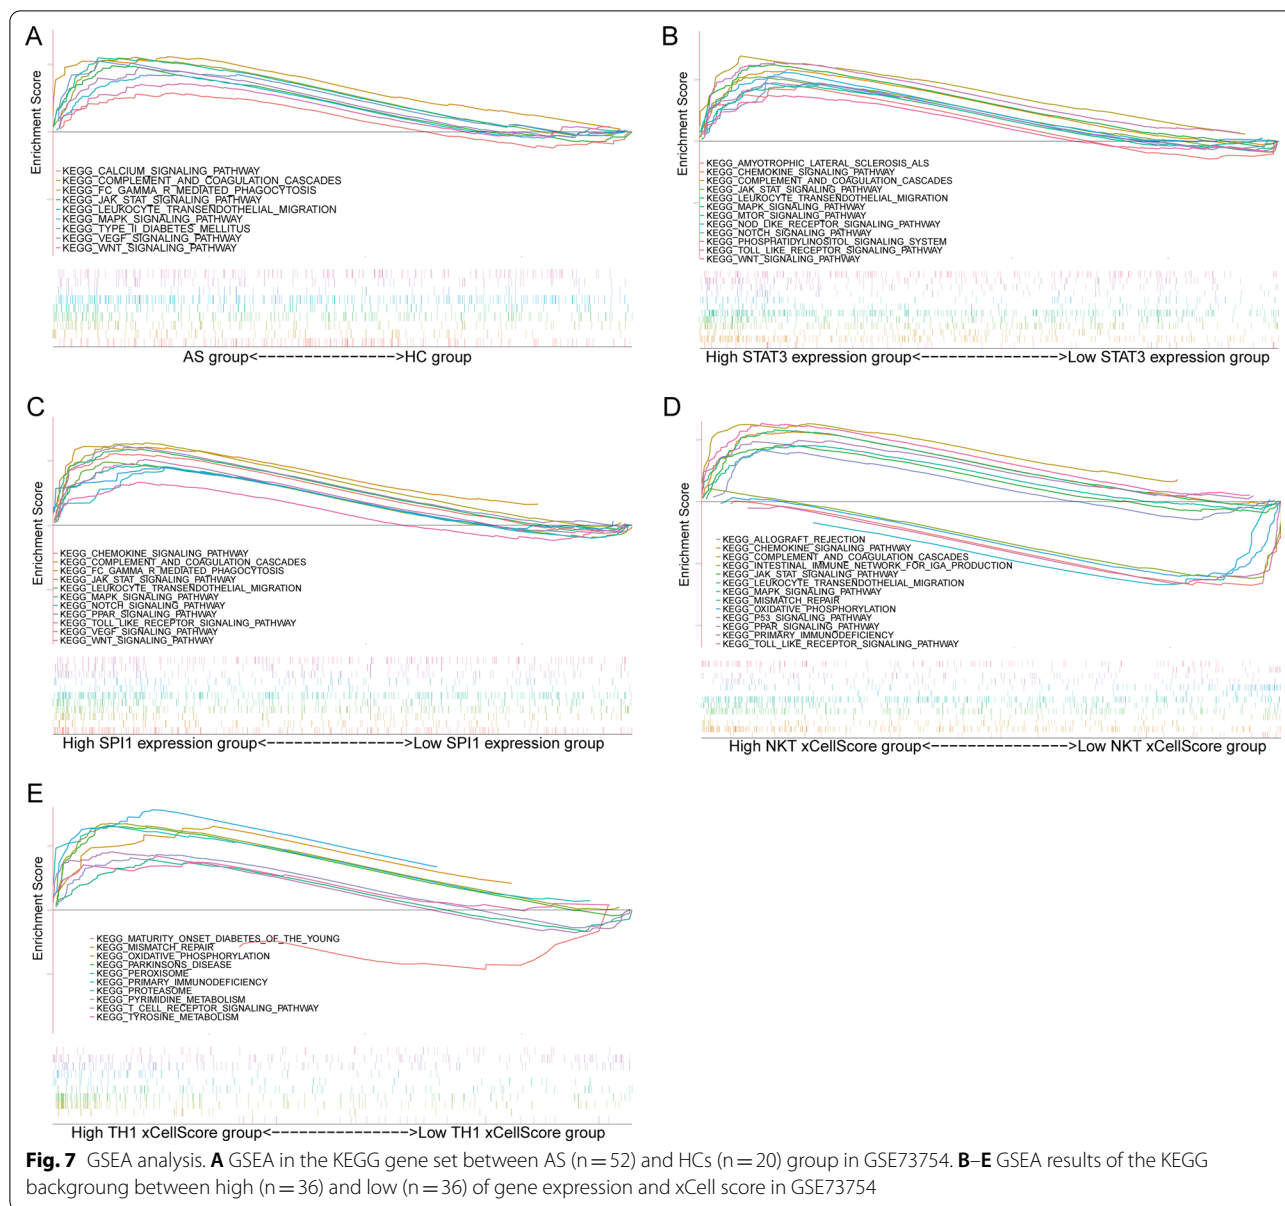 A
Enrichment Score
KEGG_CALCIUM_SIGNALING_PATHWAY
KEGG_COMPLEMENT_AND_COAGULATION_CASCADES
KEGG_FC_GAMMA_R_MEDIATED_PHAGOCYTOSIS
KEGG_JAK_STAT_SIGNALING_PATHWAY
KEGG_LEUKOCYTE_TRANSENDOTHELIAL_MIGRATION
KEGG_MAPK_SIGNALING_PATHWAY
KEGG_TYPE_II_DIABETES_MELLITUS
KEGG_VEGF_SIGNALING_PATHWAY
KEGG_WNT_SIGNALING_PATHWAY
AS group<--------------->HC group
B
Enrichment Score
KEGG_AMYOTROPHIC_LATERAL_SCLEROSIS_ALS
KEGG_CHEMOKINE_SIGNALING_PATHWAY
KEGG_COMPLEMENT_AND_COAGULATION_CASCADES
KEGG_JAK_STAT_SIGNALING_PATHWAY
KEGG_LEUKOCYTE_TRANSENDOTHELIAL_MIGRATION
KEGG_MAPK_SIGNALING_PATHWAY
KEGG_MTOR_SIGNALING_PATHWAY
KEGG_NOD_LIKE_RECEPTOR_SIGNALING_PATHWAY
KEGG_NOTCH_SIGNALING_PATHWAY
KEGG_PHOSPHATIDYLINOSITOL_SIGNALING_SYSTEM
KEGG_TOLL_LIKE_RECEPTOR_SIGNALING_PATHWAY
KEGG_WNT_SIGNALING_PATHWAY
High STAT3 expression group<--------------->Low STAT3 expression group
C
Enrichment Score
KEGG_CHEMOKINE_SIGNALING_PATHWAY
KEGG_COMPLEMENT_AND_COAGULATION_CASCADES
KEGG_FC_GAMMA_R_MEDIATED_PHAGOCYTOSIS
KEGG_JAK_STAT_SIGNALING_PATHWAY
KEGG_LEUKOCYTE_TRANSENDOTHELIAL_MIGRATION
KEGG_MAPK_SIGNALING_PATHWAY
KEGG_NOTCH_SIGNALING_PATHWAY
KEGG_PPAR_SIGNALING_PATHWAY
KEGG_TOLL_LIKE_RECEPTOR_SIGNALING_PATHWAY
KEGG_VEGF_SIGNALING_PATHWAY
KEGG_WNT_SIGNALING_PATHWAY
High SPI1 expression group<--------------->Low SPI1 expression group
D
Enrichment Score
KEGG_ALLOGRAFT_REJECTION
KEGG_CHEMOKINE_SIGNALING_PATHWAY
KEGG_COMPLEMENT_AND_COAGULATION_CASCADES
KEGG_INTESTINAL_IMMUNE_NETWORK_FOR_IGA_PRODUCTION
KEGG_JAK_STAT_SIGNALING_PATHWAY
KEGG_LEUKOCYTE_TRANSENDOTHELIAL_MIGRATION
KEGG_MAPK_SIGNALING_PATHWAY
KEGG_MISMATCH_REPAIR
KEGG_OXIDATIVE_PHOSPHORYLATION
KEGG_P53_SIGNALING_PATHWAY
KEGG_PPAR_SIGNALING_PATHWAY
KEGG_PRIMARY_IMMUNODEFICIENCY
KEGG_TOLL_LIKE_RECEPTOR_SIGNALING_PATHWAY
High NKT xCellScore group<--------------->Low NKT xCellScore group
E
Enrichment Score
KEGG_MATURITY_ONSET_DIABETES_OF_THE_YOUNG
KEGG_MISMATCH_REPAIR
KEGG_OXIDATIVE_PHOSPHORYLATION
KEGG_PARKINSONS_DISEASE
KEGG_PEROXISOME
KEGG_PRIMARY_IMMUNODEFICIENCY
KEGG_PROTEASOME
KEGG_PYRIMIDINE_METABOLISM
KEGG_T_CELL_RECEPTOR_SIGNALING_PATHWAY
KEGG_TYROSINE_METABOLISM
High TH1 xCellScore group<--------------->Low TH1 xCellScore group
Fig. 7 GSEA analysis. A GSEA in the KEGG gene set between AS (n = 52) and HCs (n = 20) group in GSE73754. B–E GSEA results of the KEGG
backgroung between high (n = 36) and low (n = 36) of gene expression and xCell score in GSE73754